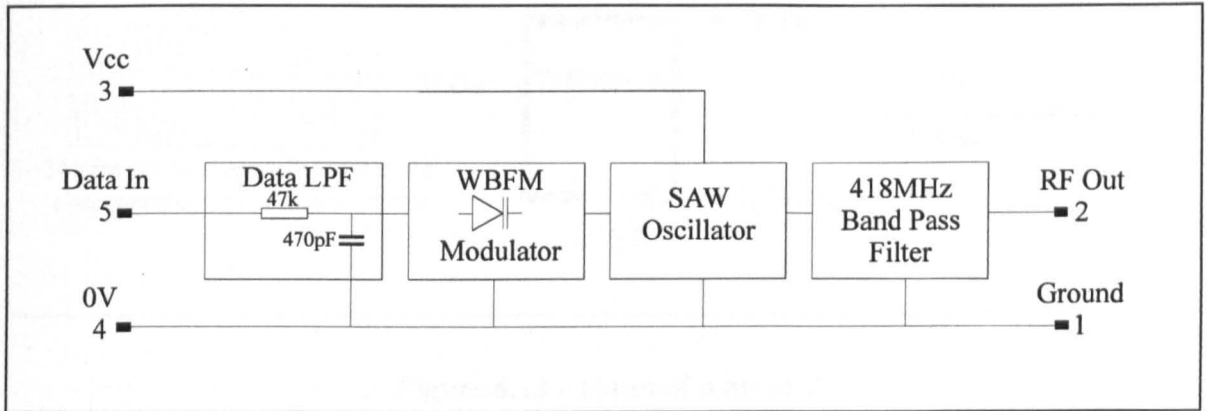 Vcc
3
Data In
5
Data LPF
47k
470pF
WBFM
Modulator
SAW
Oscillator
418MHz
Band Pass
Filter
RF Out
2
0V
4
Ground
1